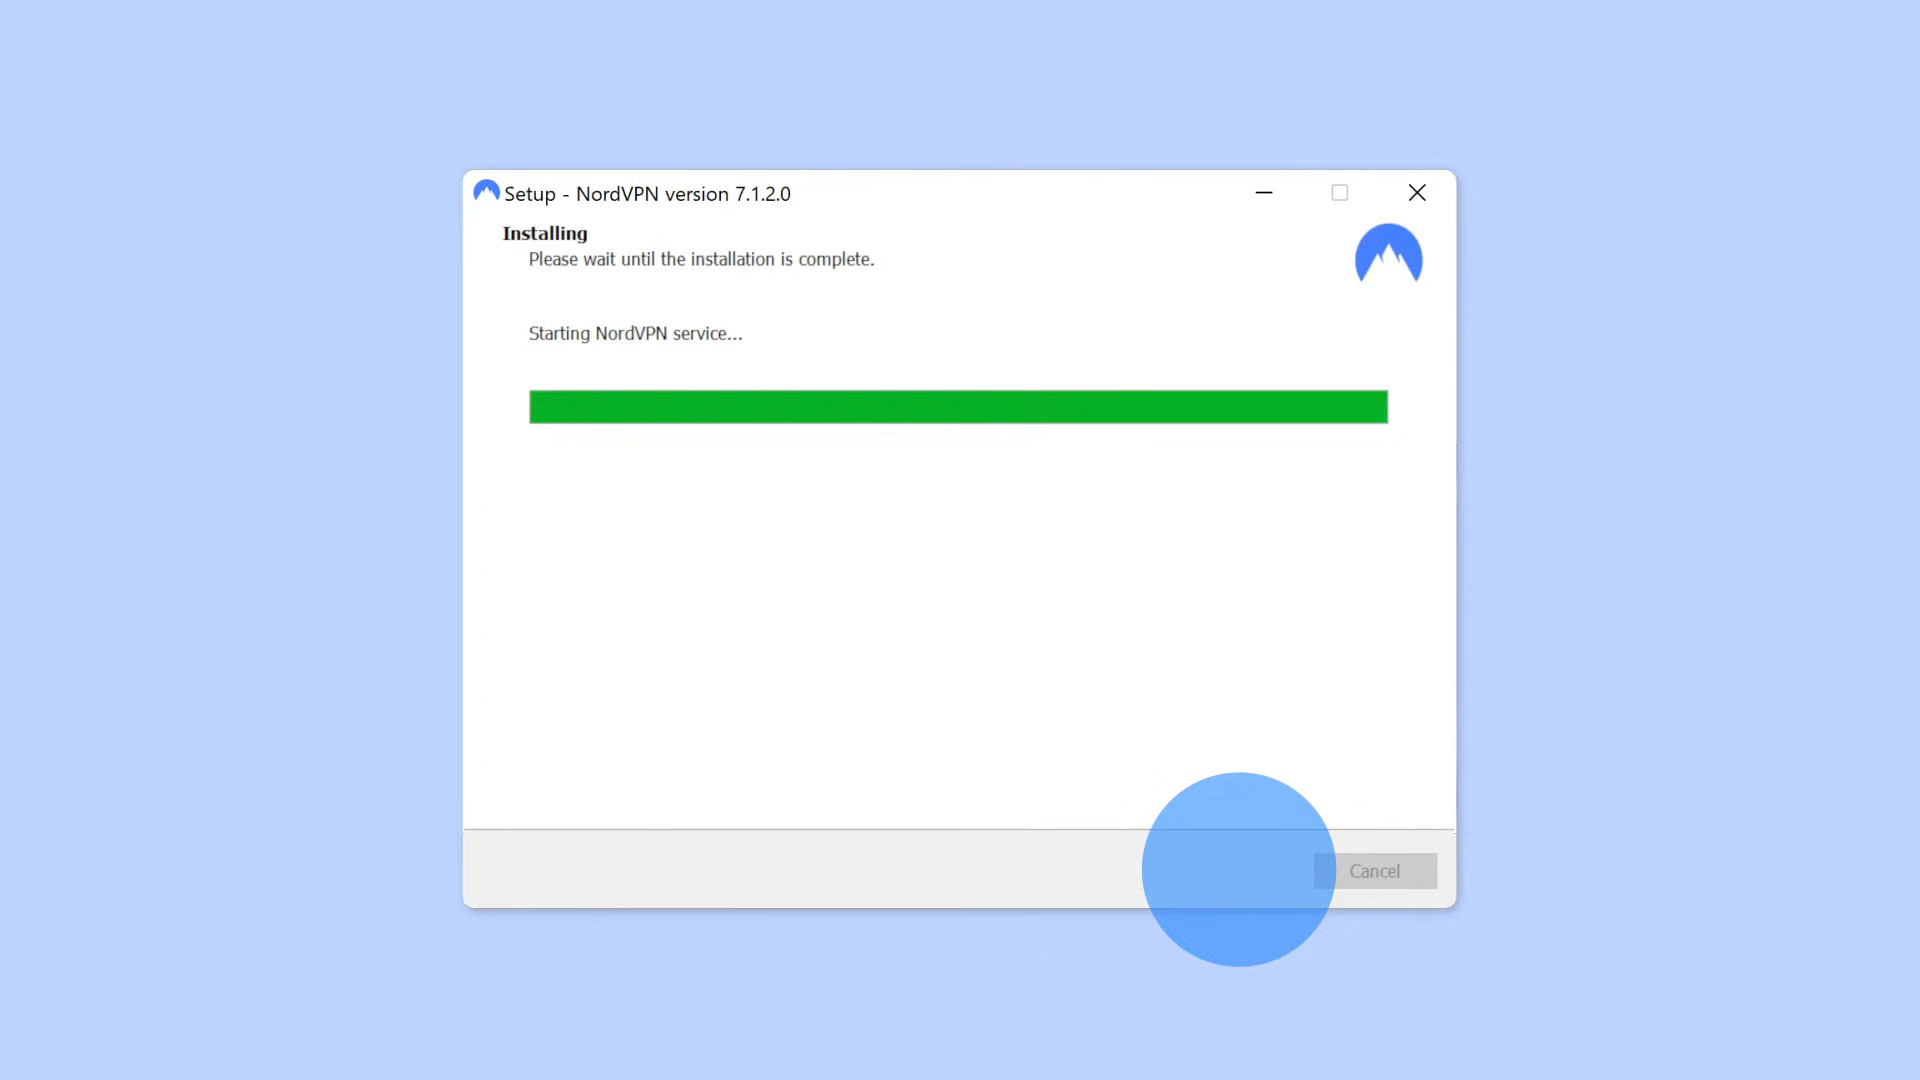 Setup - NordVPN version 7.1.2.0
Installing
Please wait until the installation is complete.
Starting NordVPN service...
Cancel